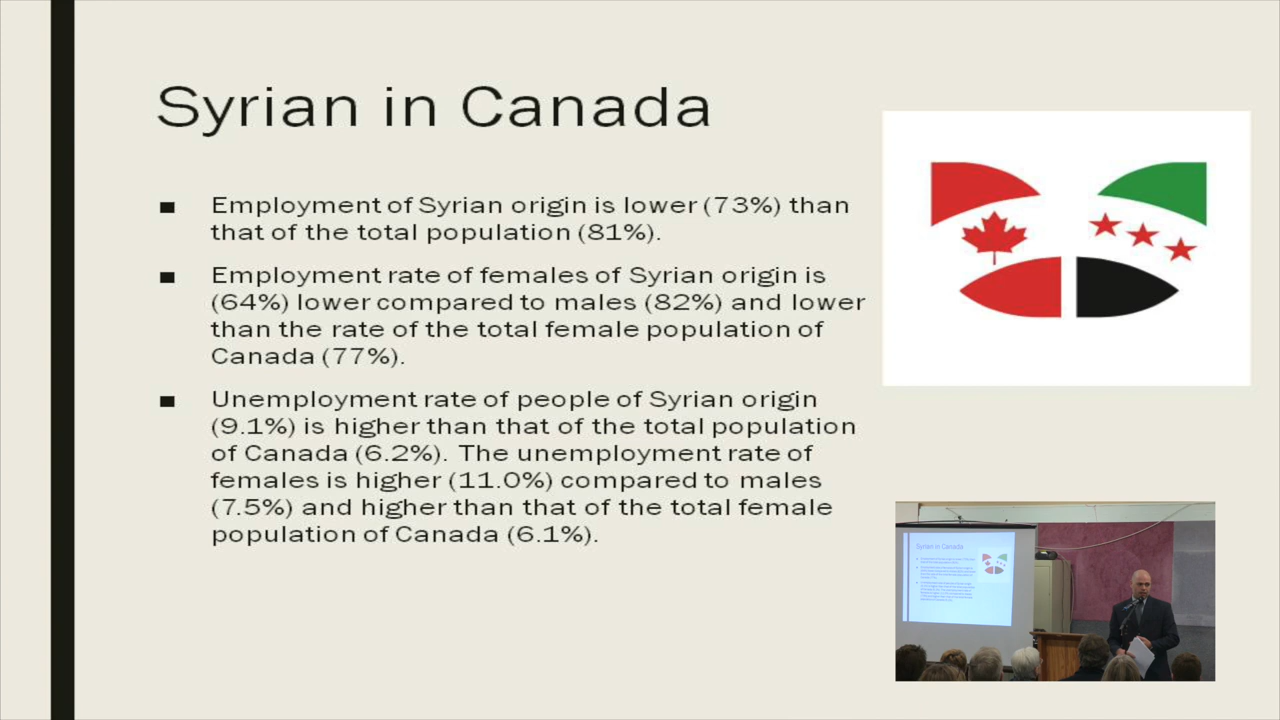 Syrian in Canada
■ Employment of Syrian origin is lower (73%) than
that of the total population (81%).
■ Employment rate of females of Syrian origin is
(64%) lower compared to males (82%) and lower
than the rate of the total female population of
Canada (77%).
■ Unemployment rate of people of Syrian origin
(9.1%) is higher than that of the total population
of Canada (6.2%). The unemployment rate of
females is higher (11.0%) compared to males
(7.5%) and higher than that of the total female
population of Canada (6.1%).
Syrian in Canada